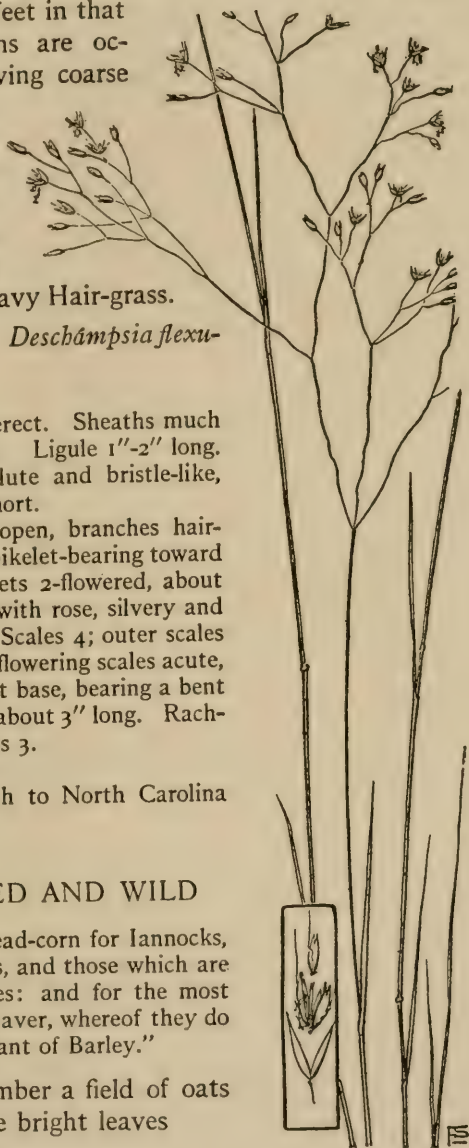 feet in that
ns are oc-
ving coarse
avy Hair-grass.
Deschámpsia flexu-
erect. Sheaths much
Ligule 1"-2" long.
lute and bristle-like,
hort.
open, branches hair-
pikelet-bearing toward
ets 2-flowered, about
with rose, silvery and
Scales 4; outer scales
flowering scales acute,
t base, bearing a bent
about 3" long. Rach-
s 3.
h to North Carolina
ED AND WILD
ead-corn for Iannocks,
s, and those which are
es: and for the most
aver, whereof they do
ant of Barley."
mber a field of oats
e bright leaves